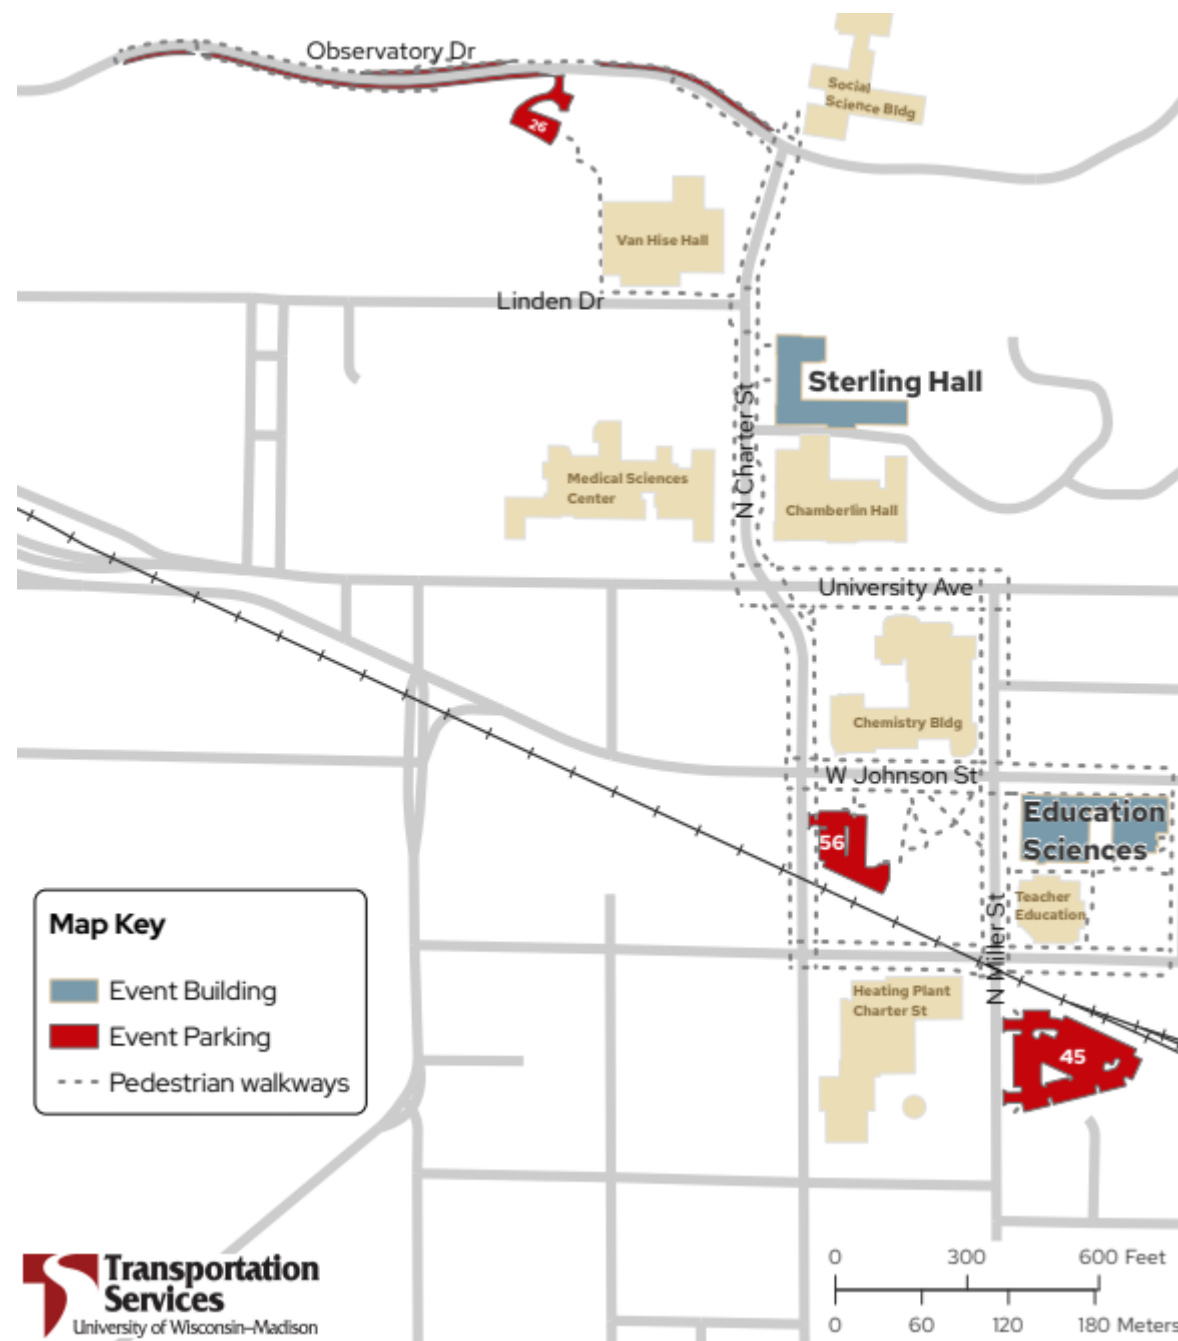 Observatory Dr
Social
Science Bldg
26
Van Hise Hall
Linden Dr
Sterling Hall
N Charter St
Medical Sciences
Center
Chamberlin Hall
University Ave
Chemistry Bldg
W Johnson St
56
Education
Sciences
Teacher
Education
N Miller St
Map Key
Event Building
Event Parking
Pedestrian walkways
Heating Plant
Charter St
45
0 300 600 Feet
0 60 120 180 Meters
Transportation
Services
University of Wisconsin–Madison